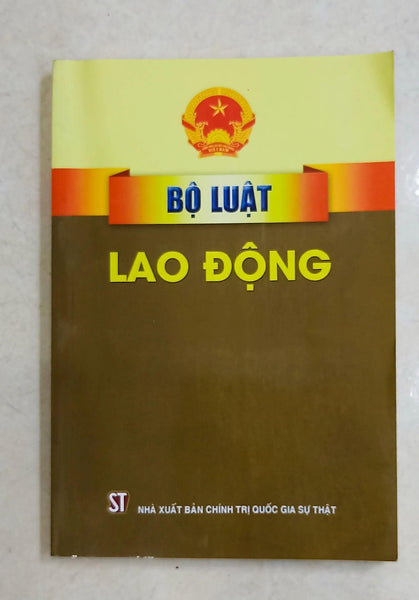 BỘ LUẬT
LAO ĐỘNG
ST NHÀ XUẤT BẢN CHÍNH TRỊ QUỐC GIA SỰ THẬT